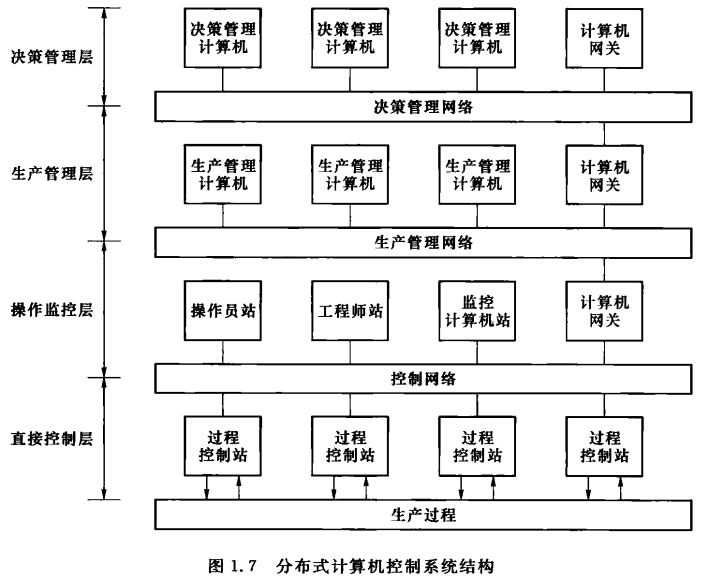 决策管理层
决策管理
计算机
决策管理
计算机
决策管理
计算机
计算机
网关
决策管理网络
生产管理层
生产管理
计算机
生产管理
计算机
生产管理
计算机
计算机
网关
生产管理网络
操作监控层
操作员站
工程师站
监控
计算机站
计算机
网关
控制网络
直接控制层
过程
控制站
过程
控制站
过程
控制站
过程
控制站
生产过程
图 1.7 分布式计算机控制系统结构